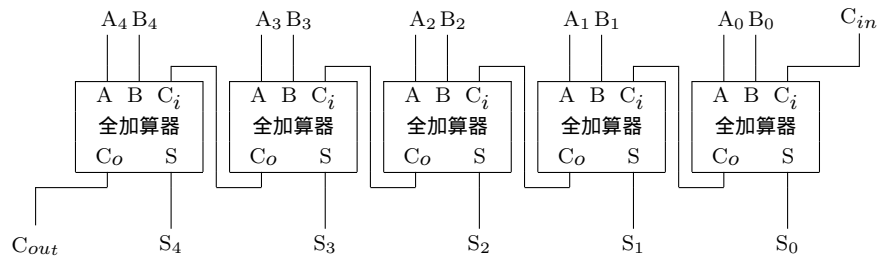 A4 B4 A3 B3 A2 B2 A1 B1 A0 B0 Cin
A B Ci A B Ci A B Ci A B Ci A B Ci
全加算器 全加算器 全加算器 全加算器 全加算器
Co S Co S Co S Co S Co S
Cout S4 S3 S2 S1 S0